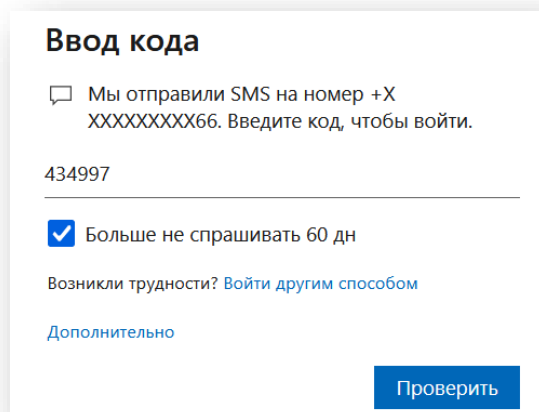 Ввод кода
Мы отправили SMS на номер +X
XXXXXXXXX66. Введите код, чтобы войти.
434997
Больше не спрашивать 60 дн
Возникли трудности? Войти другим способом
Дополнительно
Проверить